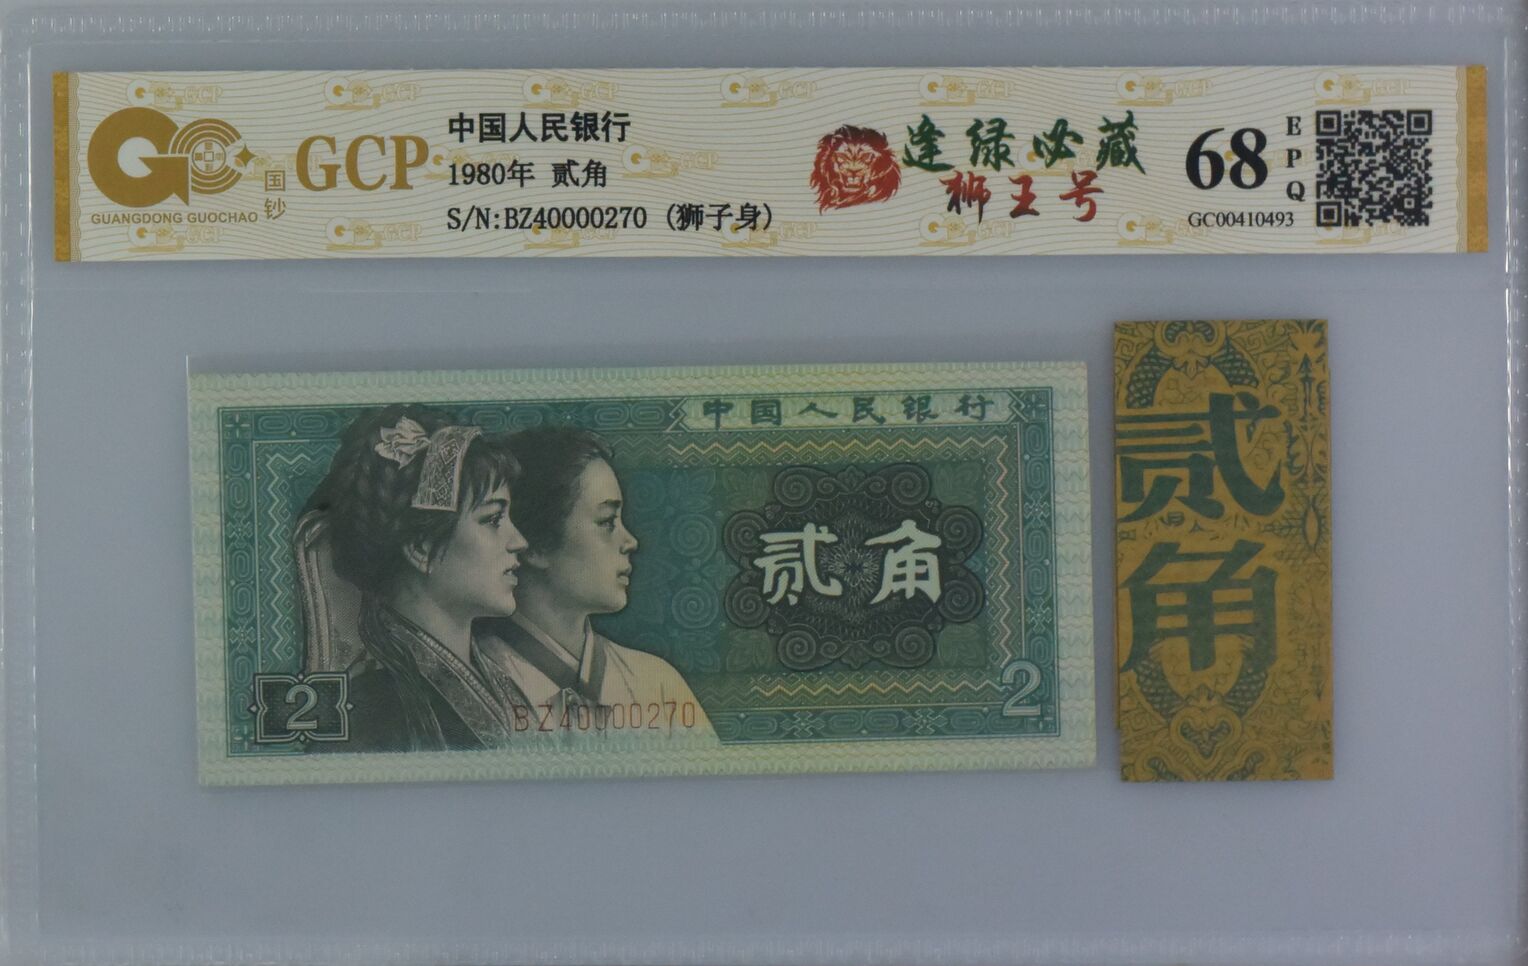 GCP
国钞
GUANGDONG GUOCHAO
中国人民银行
1980年 贰角
S/N:BZ40000270 (狮子身)
逢绿必藏
狮王号
68
EPQ
GC00410493
中国人民银行
贰角
2
2
BZ40000270
贰角